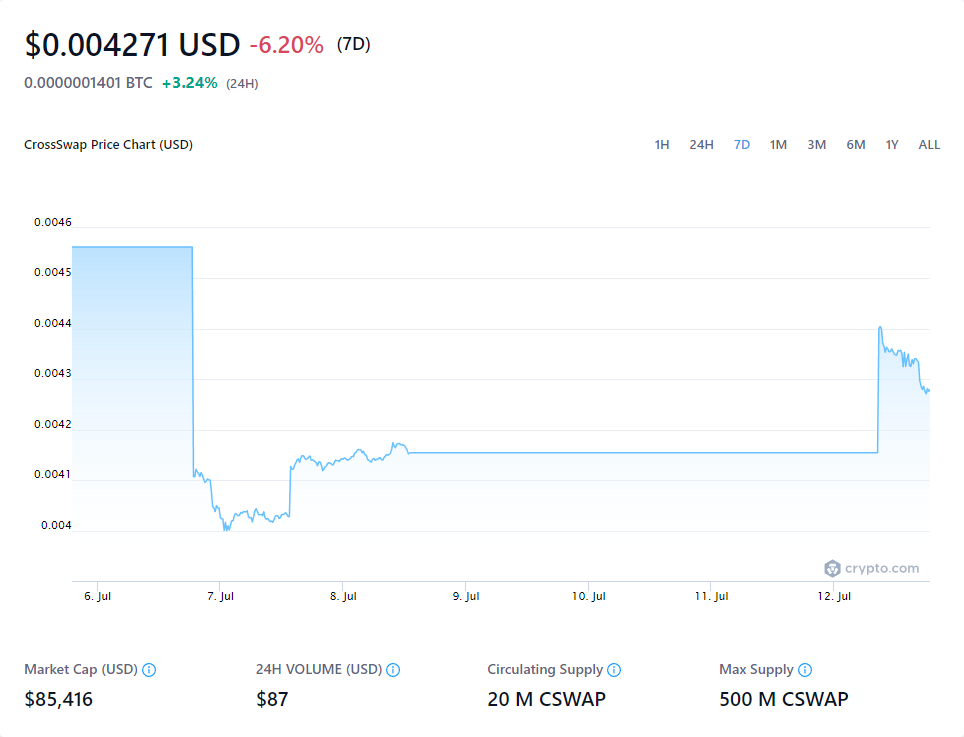 $0.004271 USD -6.20% (7D)
0.0000001401 BTC +3.24% (24H)
CrossSwap Price Chart (USD) 1H 24H 7D 1M 3M 6M 1Y ALL
0.0046
0.0045
0.0044
0.0043
0.0042
0.0041
0.004
crypto.com
6. Jul 7. Jul 8. Jul 9. Jul 10. Jul 11. Jul 12. Jul
Market Cap (USD) 24H VOLUME (USD) Circulating Supply Max Supply
$85,416 $87 20 M CSWAP 500 M CSWAP